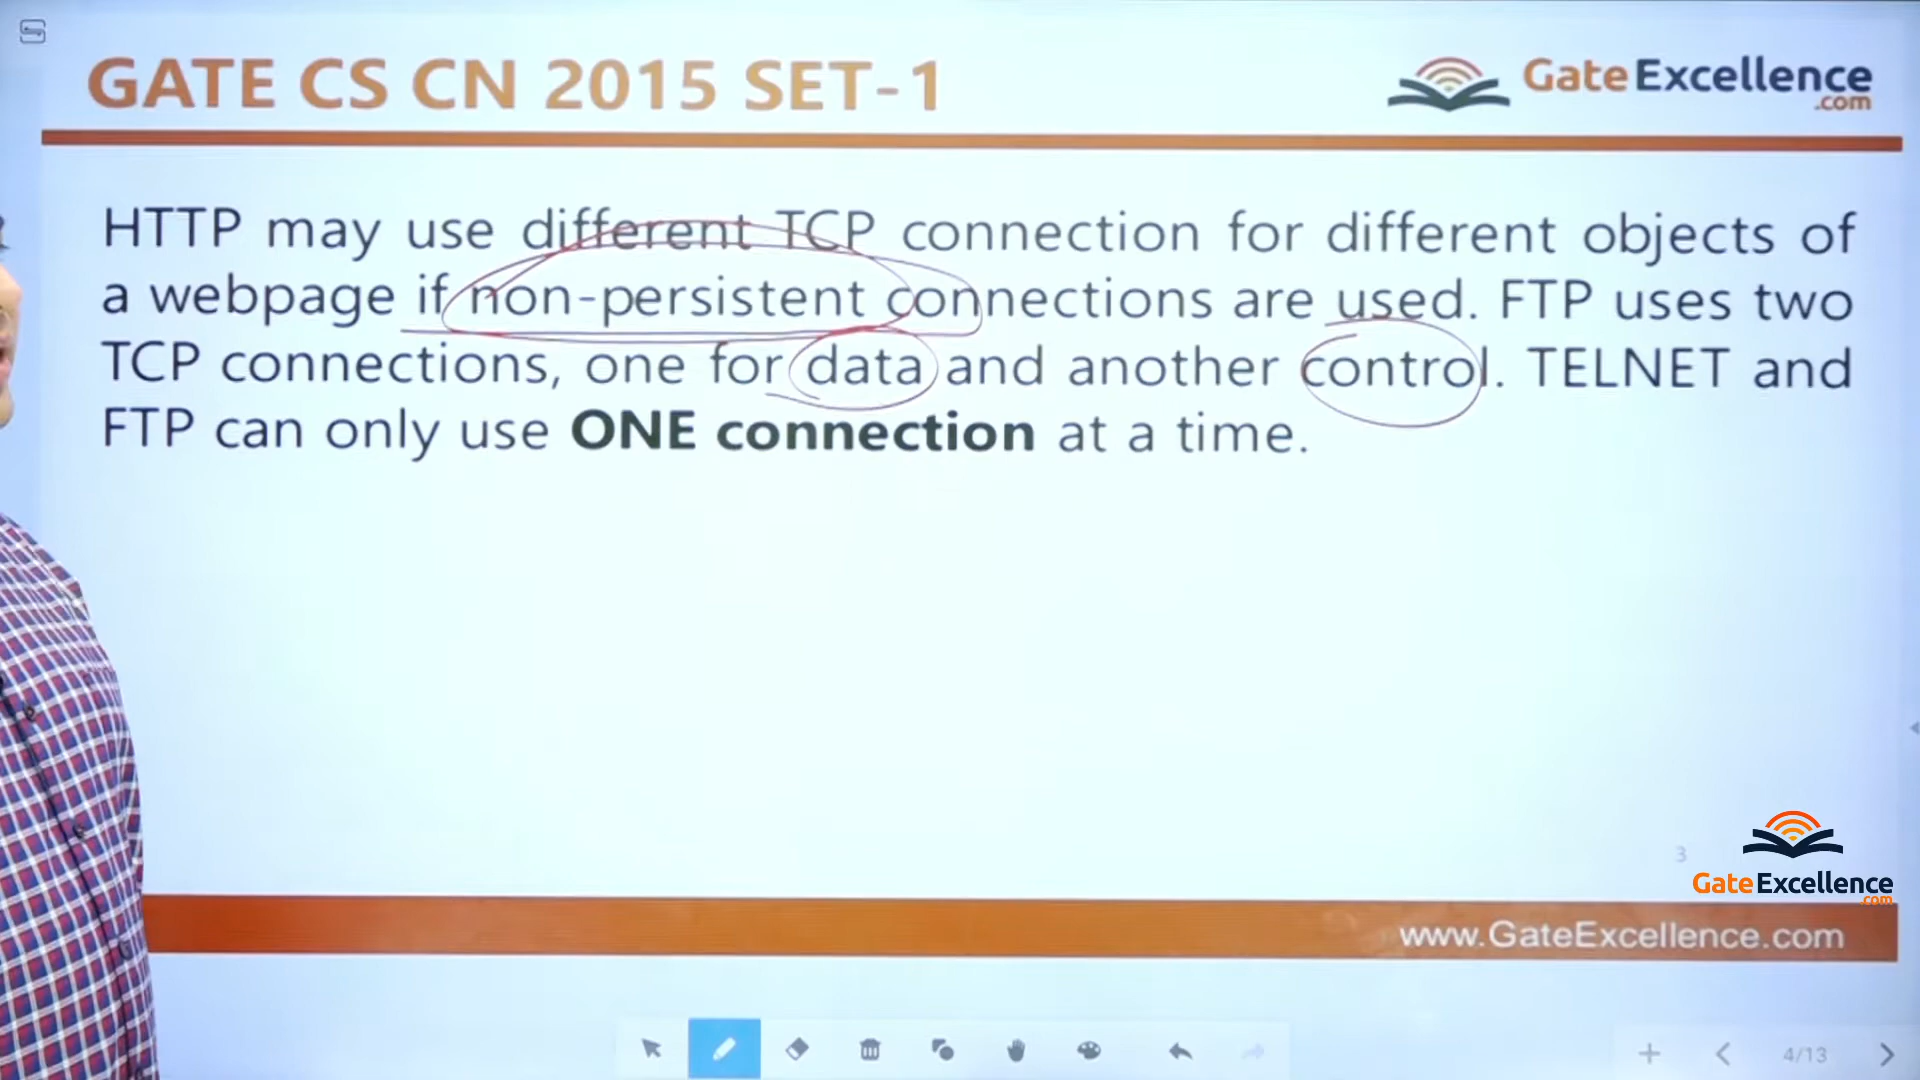 GATE CS CN 2015 SET-1
GateExcellence
.com
HTTP may use different TCP connection for different objects of
a webpage if non-persistent connections are used. FTP uses two
TCP connections, one for data and another control. TELNET and
FTP can only use ONE connection at a time.
3
GateExcellence
.com
www.GateExcellence.com
4/13